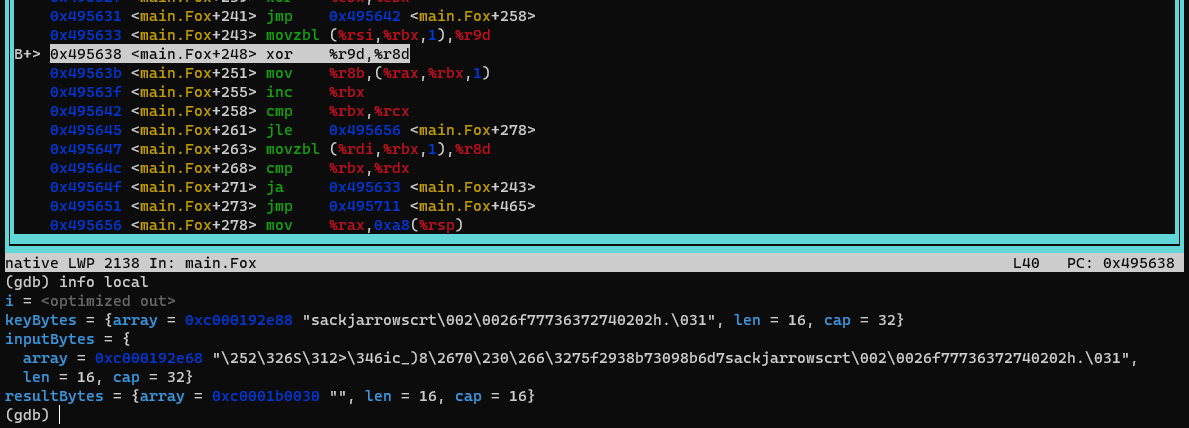 0x495631 <main.Fox+241> jmp    0x495642 <main.Fox+258>
0x495633 <main.Fox+243> movzbl (%rsi,%rbx,1),%r9d
B+> 0x495638 <main.Fox+248> xor    %r9d,%r8d
0x49563b <main.Fox+251> mov    %r8b,(%rax,%rbx,1)
0x49563f <main.Fox+255> inc    %rbx
0x495642 <main.Fox+258> cmp    %rbx,%rcx
0x495645 <main.Fox+261> jle    0x495656 <main.Fox+278>
0x495647 <main.Fox+263> movzbl (%rdi,%rbx,1),%r8d
0x49564c <main.Fox+268> cmp    %rbx,%rdx
0x49564f <main.Fox+271> ja     0x495633 <main.Fox+243>
0x495651 <main.Fox+273> jmp    0x495711 <main.Fox+465>
0x495656 <main.Fox+278> mov    %rax,0xa8(%rsp)
native LWP 2138 In: main.Fox L40 PC: 0x495638
(gdb) info local
i = <optimized out>
keyBytes = {array = 0xc000192e88 "sackjarrowscrt\002\0026f77736372740202h.\031", len = 16, cap = 32}
inputBytes = {
array = 0xc000192e68 "\252\326S\312>\346ic_)8\2670\230\266\3275f2938b73098b6d7sackjarrowscrt\002\0026f77736372740202h.\031",
len = 16, cap = 32}
resultBytes = {array = 0xc0001b0030 "", len = 16, cap = 16}
(gdb)